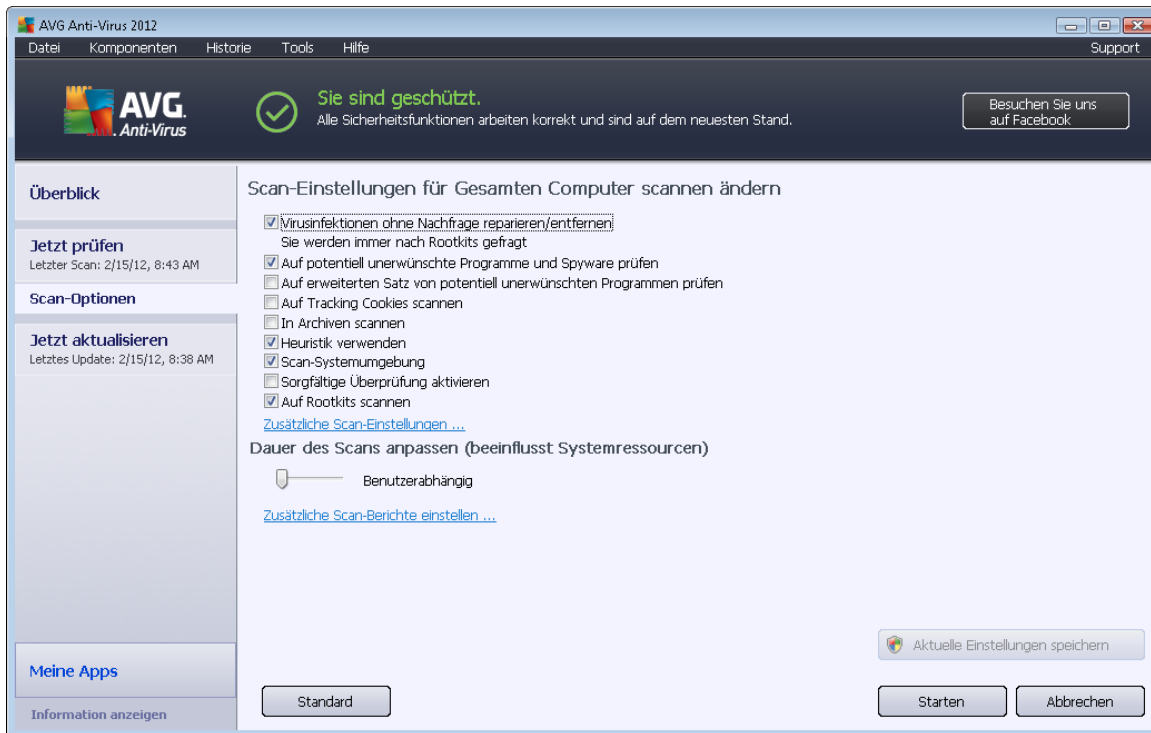 AVG Anti-Virus 2012
Datei Komponenten Historie Tools Hilfe Support
AVG.
Anti-Virus
Sie sind geschützt.
Alle Sicherheitsfunktionen arbeiten korrekt und sind auf dem neuesten Stand.
Besuchen Sie uns
auf Facebook
Überblick
Jetzt prüfen
Letzter Scan: 2/15/12, 8:43 AM
Scan-Optionen
Jetzt aktualisieren
Letztes Update: 2/15/12, 8:38 AM
Meine Apps
Information anzeigen
Scan-Einstellungen für Gesamten Computer scannen ändern
Virusinfektionen ohne Nachfrage reparieren/entfernen
Sie werden immer nach Rootkits gefragt
Auf potentiell unerwünschte Programme und Spyware prüfen
Auf erweiterten Satz von potentiell unerwünschten Programmen prüfen
Auf Tracking Cookies scannen
In Archiven scannen
Heuristik verwenden
Scan-Systemumgebung
Sorgfältige Überprüfung aktivieren
Auf Rootkits scannen
Zusätzliche Scan-Einstellungen ...
Dauer des Scans anpassen (beeinflusst Systemressourcen)
Benutzerabhängig
Zusätzliche Scan-Berichte einstellen ...
Aktuelle Einstellungen speichern
Standard
Starten
Abbrechen